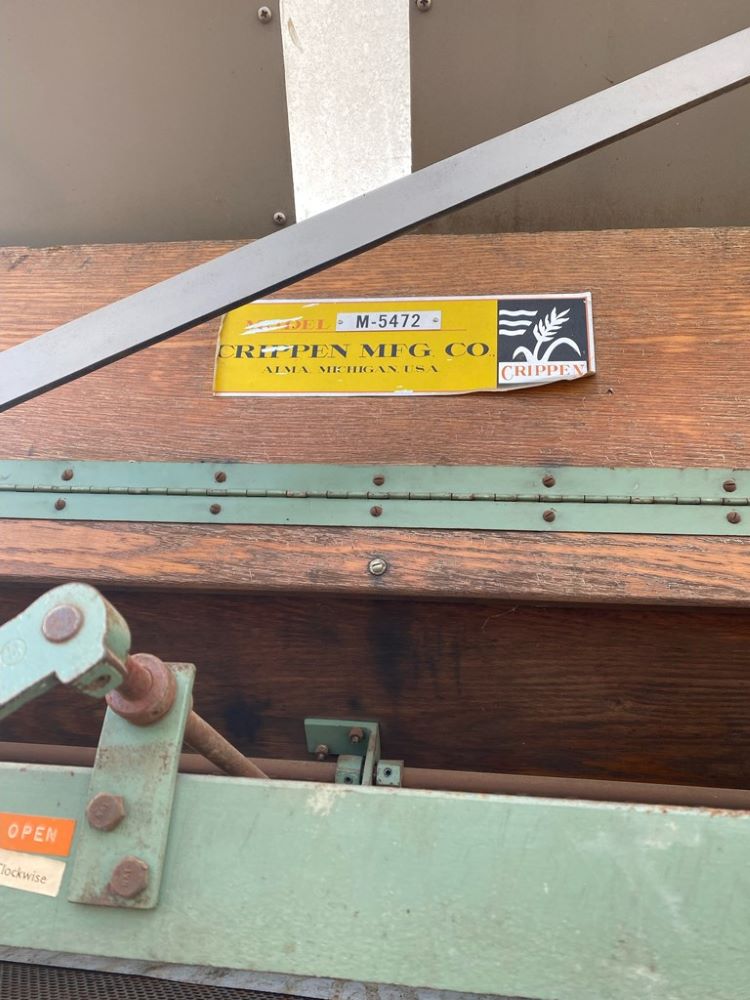 MODEL M-5472
CRIPPEN MFG. CO.
ALMA, MICHIGAN USA
CRIPPEN
OPEN
Clockwise